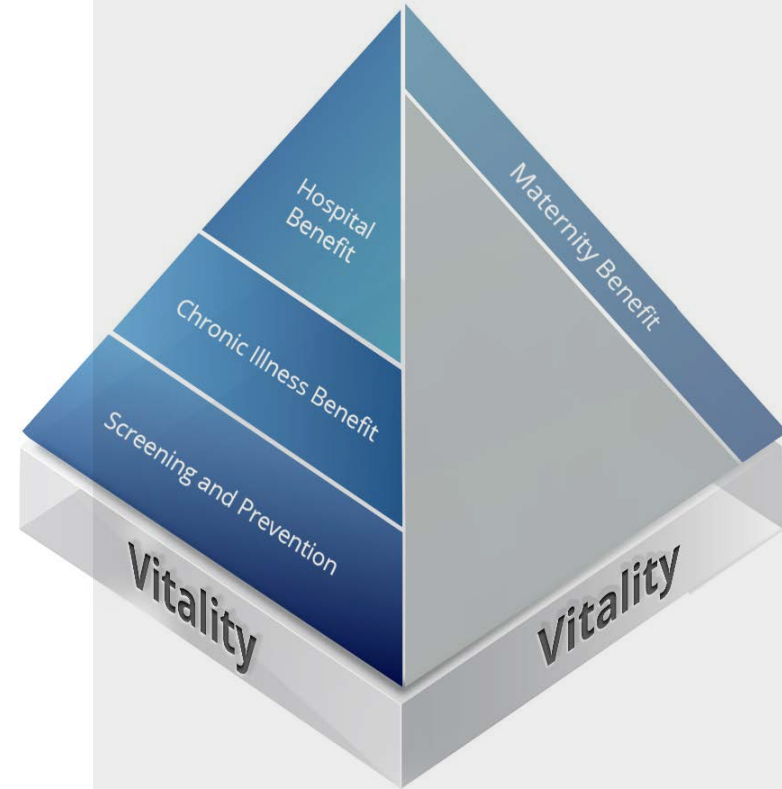 Hospital
Benefit
Maternity Benefit
Chronic Illness Benefit
Screening and Prevention
Vitality
Vitality